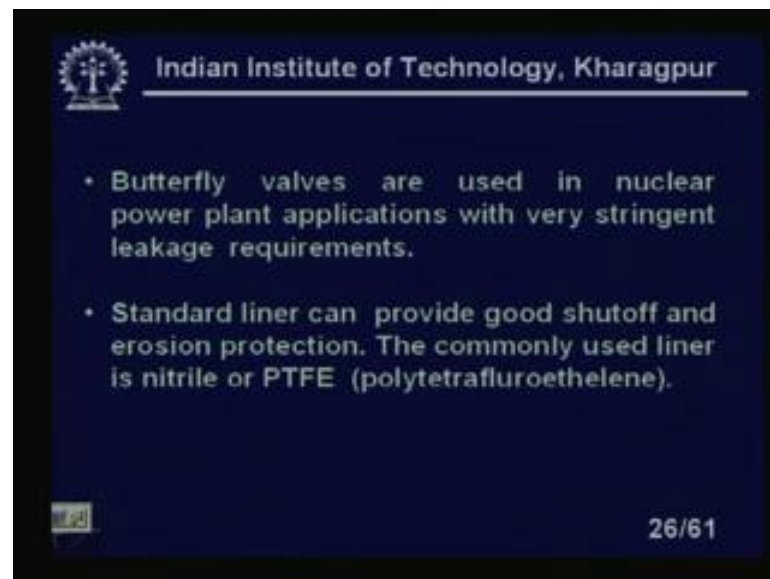 Indian Institute of Technology, Kharagpur
• Butterfly valves are used in nuclear
power plant applications with very stringent
leakage requirements.
• Standard liner can provide good shutoff and
erosion protection. The commonly used liner
is nitrile or PTFE (polytetrafluroethelene).
26/61